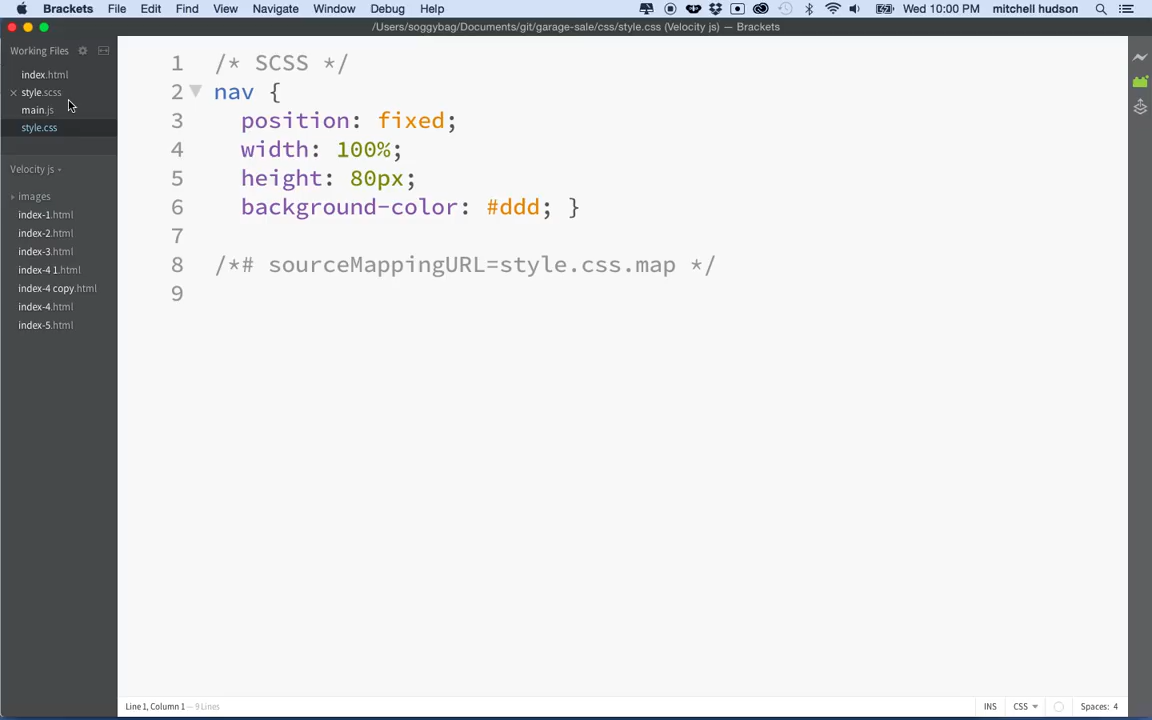 Brackets File Edit Find View Navigate Window Debug Help Wed 10:00 PM mitchell hudson
/Users/soggybag/Documents/git/garage-sale/css/style.css (Velocity js) — Brackets
Working Files
index.html
style.scss
main.js
style.css
Velocity js
images
index-1.html
index-2.html
index-3.html
index-4 1.html
index-4 copy.html
index-4.html
index-5.html
1 /* SCSS */
2 nav {
3 position: fixed;
4 width: 100%;
5 height: 80px;
6 background-color: #ddd; }
7
8 /*# sourceMappingURL=style.css.map */
9
Line 1, Column 1 — 9 Lines INS CSS Spaces: 4